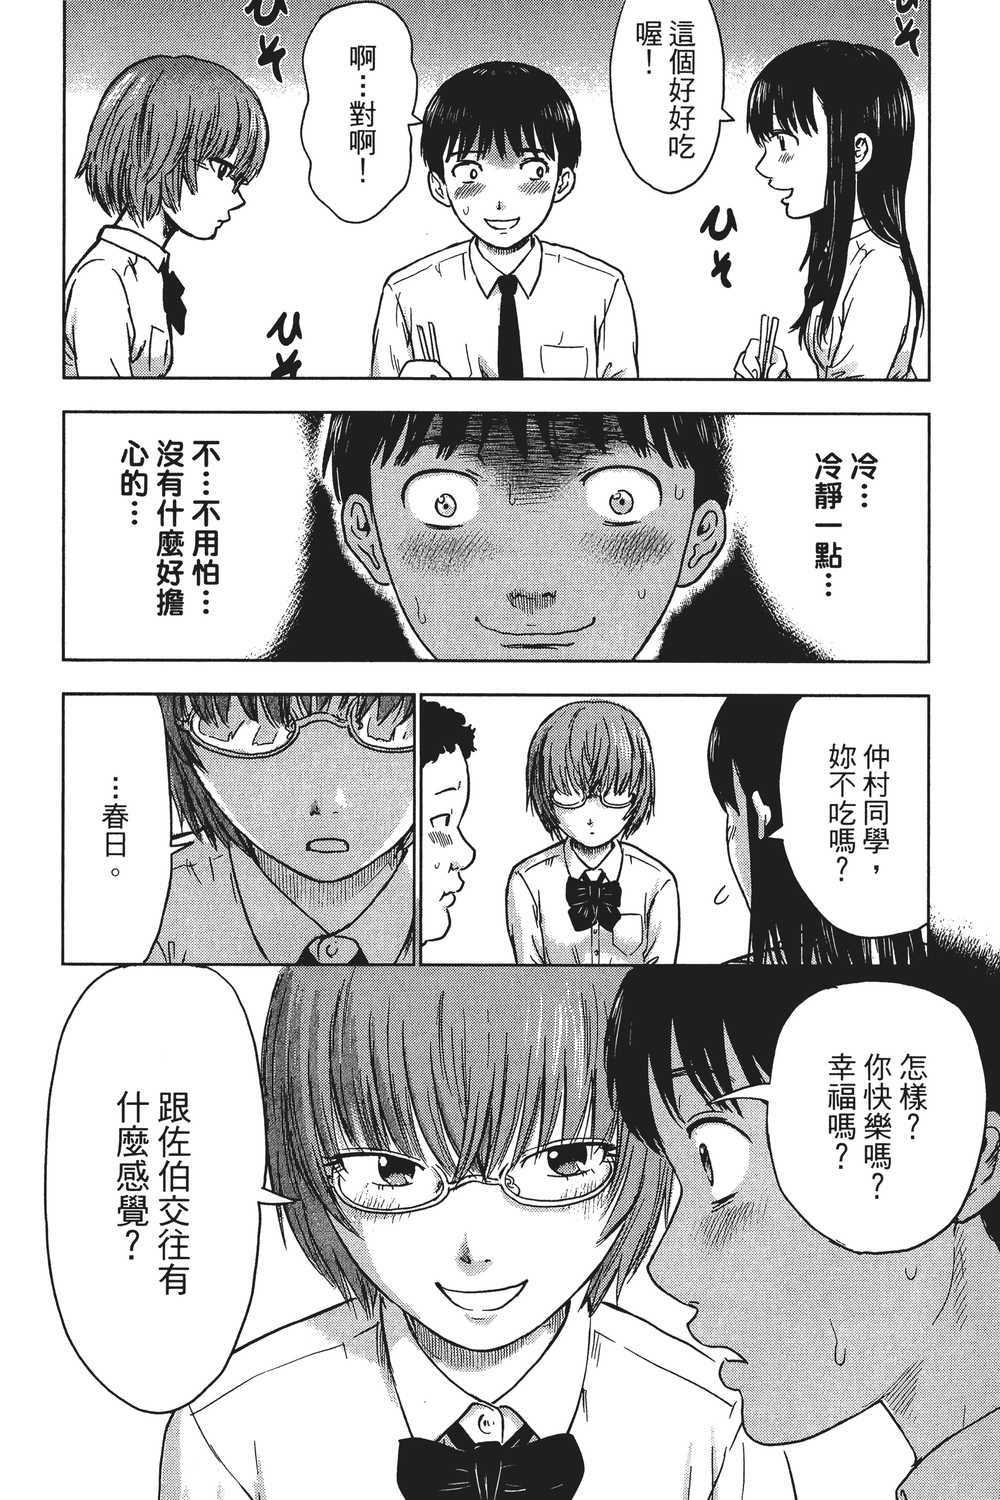 這個好好吃
喔！
啊…對啊！
ひそ
ひそ
ひそ
ひそ
冷…
冷靜一點…
不…不用怕…
沒有什麼好擔
心的…
仲村同學，
妳不吃嗎？
…春日。
怎樣？
你快樂嗎？
幸福嗎？
跟佐伯交往有
什麼感覺？